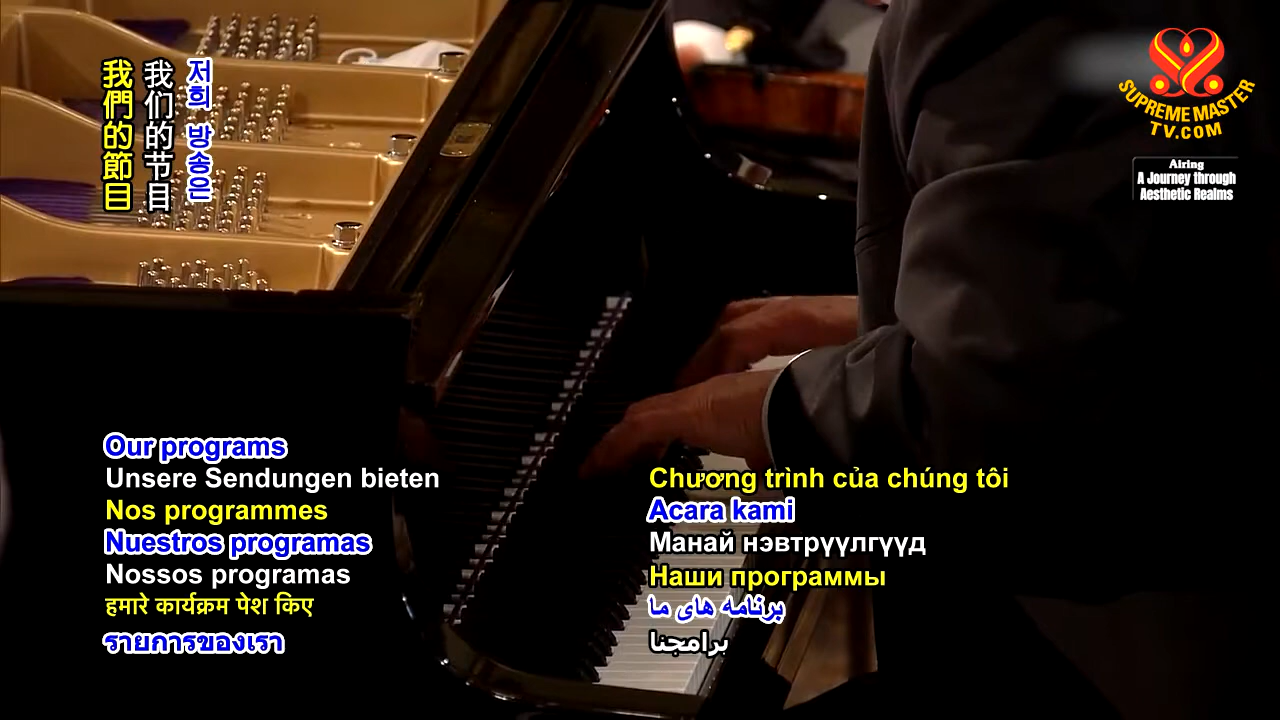 我們的節目
我们的节目
저희 방송은
SUPREME MASTER
TV.COM
Airing
A Journey through
Aesthetic Realms
Our programs
Unsere Sendungen bieten
Nos programmes
Nuestros programas
Nossos programas
हमारे कार्यक्रम पेश किए
รายการของเรา
Chương trình của chúng tôi
Acara kami
Манай нэвтрүүлгүүд
Наши программы
برنامه های ما
برامجنا